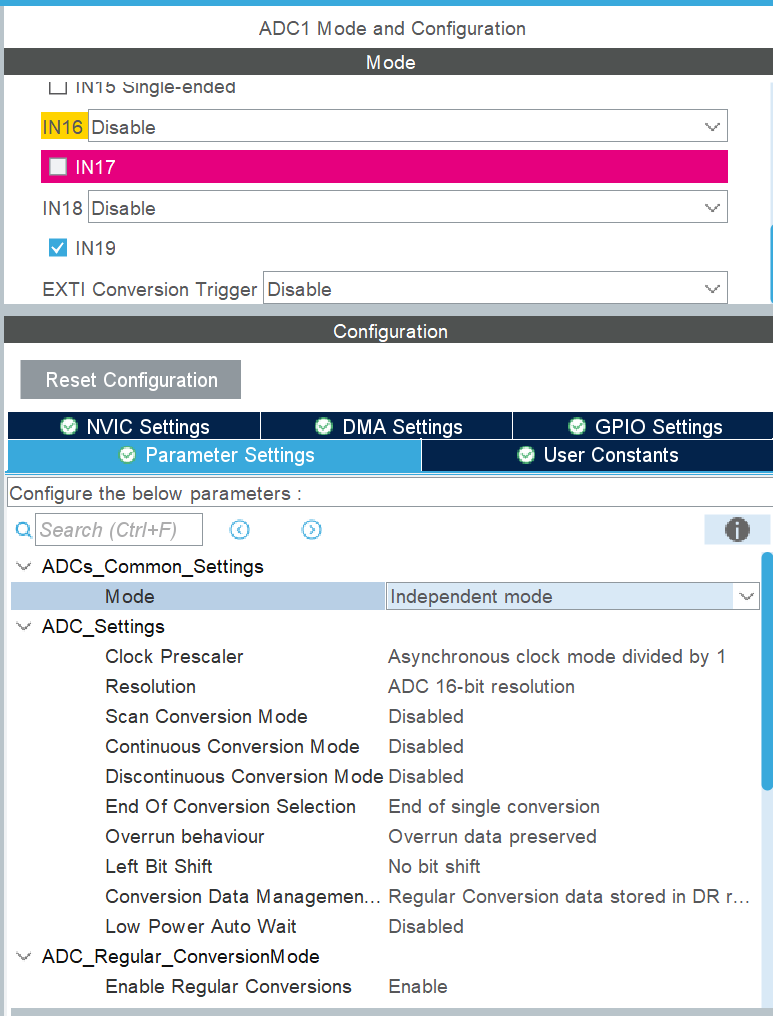 ADC1 Mode and Configuration
Mode
IN15 Single-ended
IN16 Disable
IN17
IN18 Disable
IN19
EXTI Conversion Trigger Disable
Configuration
Reset Configuration
NVIC Settings DMA Settings GPIO Settings
Parameter Settings User Constants
Configure the below parameters :
Search (Ctrl+F)
ADCs_Common_Settings
Mode Independent mode
ADC_Settings
Clock Prescaler Asynchronous clock mode divided by 1
Resolution ADC 16-bit resolution
Scan Conversion Mode Disabled
Continuous Conversion Mode Disabled
Discontinuous Conversion Mode Disabled
End Of Conversion Selection End of single conversion
Overrun behaviour Overrun data preserved
Left Bit Shift No bit shift
Conversion Data Managemen... Regular Conversion data stored in DR r...
Low Power Auto Wait Disabled
ADC_Regular_ConversionMode
Enable Regular Conversions Enable